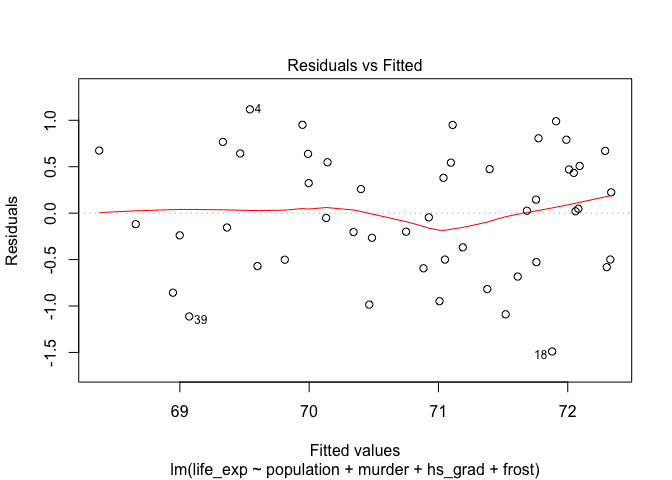 Residuals vs Fitted
Residuals
1.0
0.5
0.0
-0.5
-1.0
-1.5
4
39
18
69 70 71 72
Fitted values
lm(life_exp ~ population + murder + hs_grad + frost)